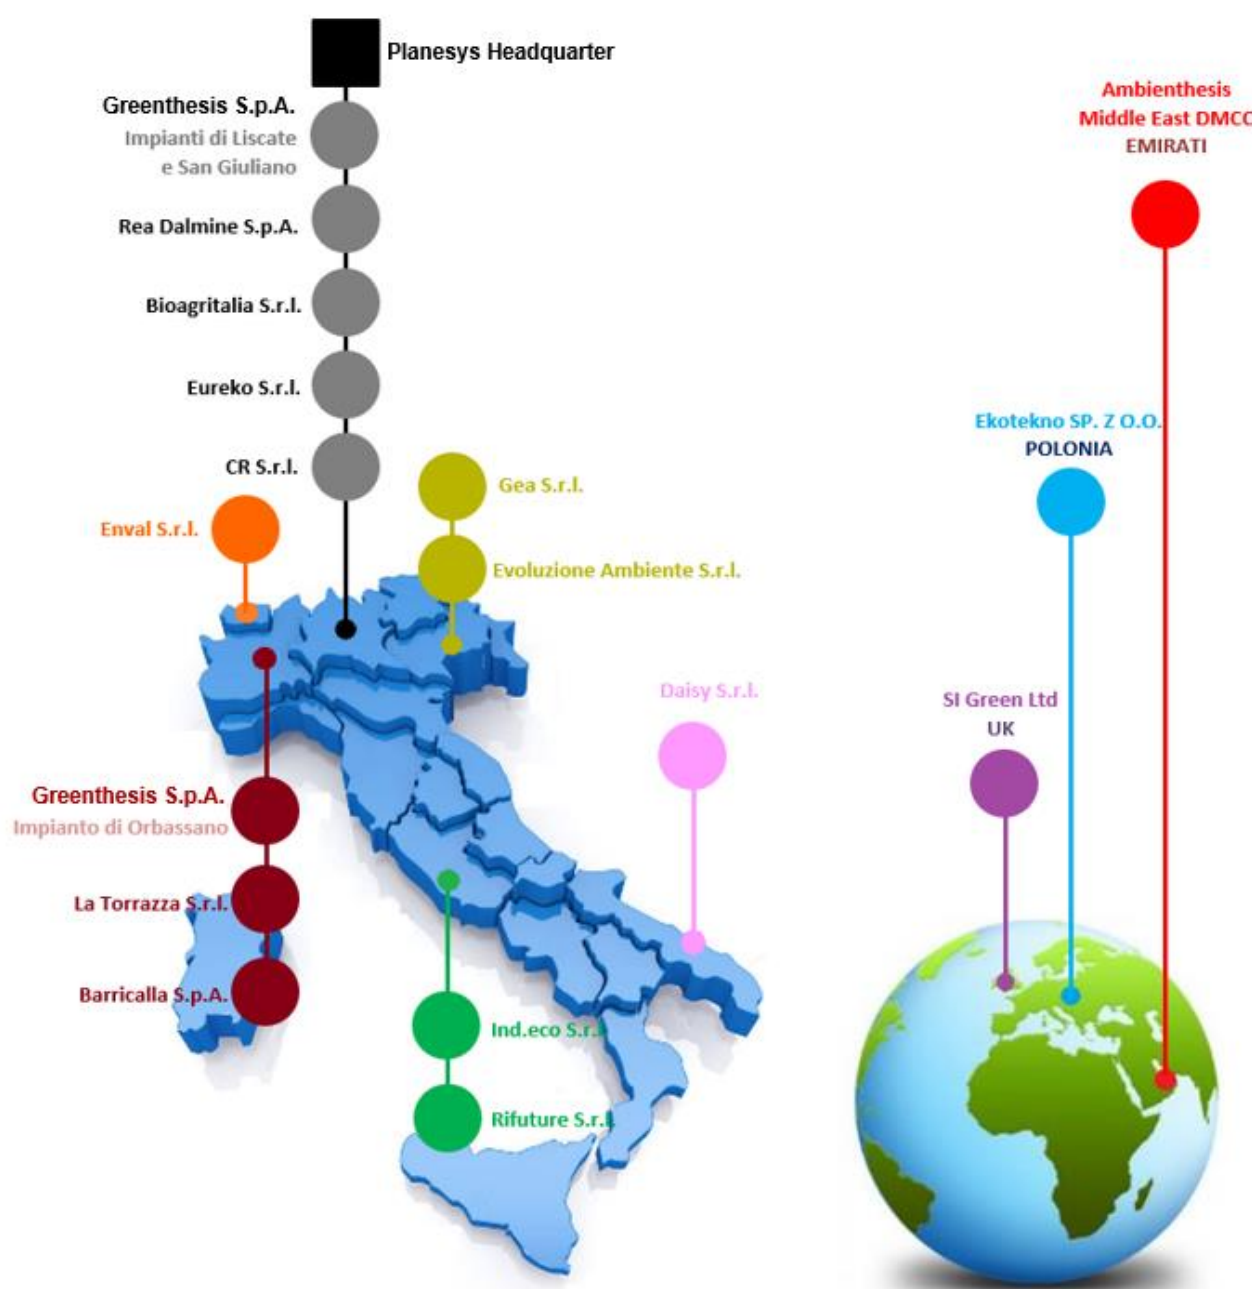 Planesys Headquarter
Greenthesis S.p.A.
Impianti di Liscate
e San Giuliano
Rea Dalmine S.p.A.
Bioagritalia S.r.l.
Eureko S.r.l.
CR S.r.l.
Gea S.r.l.
Enval S.r.l.
Evoluzione Ambiente S.r.l.
Daisy S.r.l.
Greenthesis S.p.A.
Impianto di Orbassano
La Torrazza S.r.l.
Barricalla S.p.A.
Ind.eco S.r.l.
Rifuture S.r.l.
Ambienthesis
Middle East DMCC
EMIRATI
Ekotekno SP. Z O.O.
POLONIA
SI Green Ltd
UK